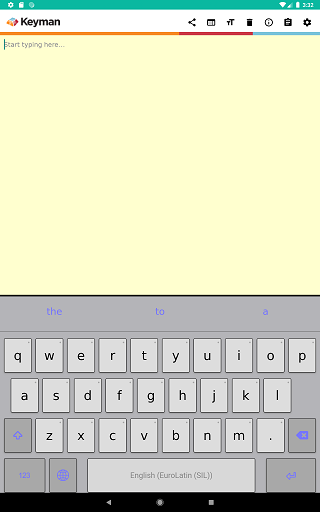 3:32
Keyman
Start typing here...
the to a
q w e r t y u i o p
a s d f g h j k l
z x c v b n m .
123 English (EuroLatin (SIL))